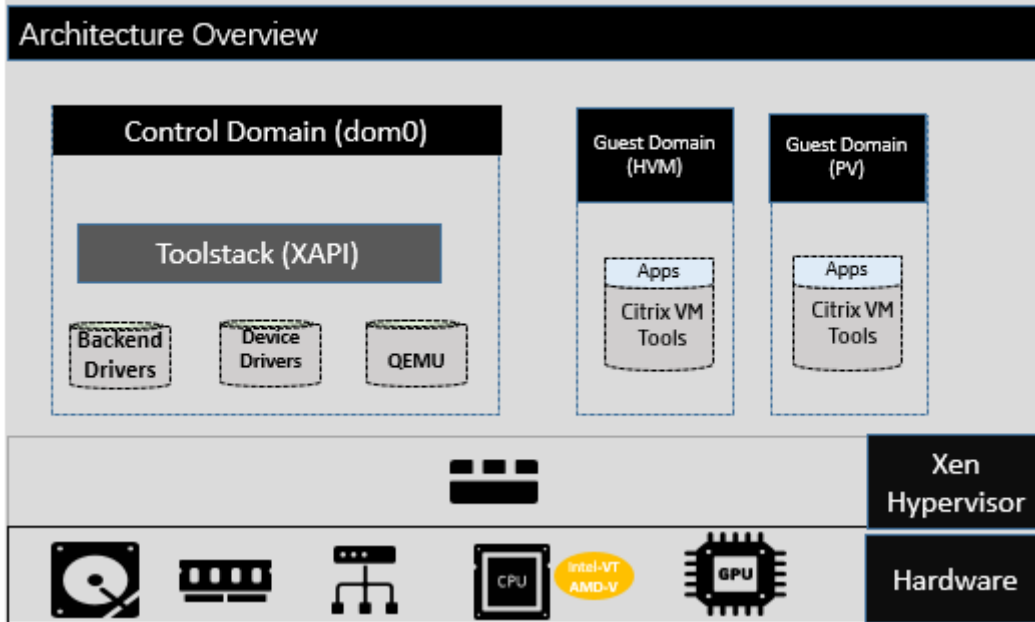 Architecture Overview
Control Domain (dom0)
Toolstack (XAPI)
Backend
Drivers
Device
Drivers
QEMU
Guest Domain
(HVM)
Apps
Citrix VM
Tools
Guest Domain
(PV)
Apps
Citrix VM
Tools
Xen
Hypervisor
CPU
Intel-VT
AMD-V
GPU
Hardware